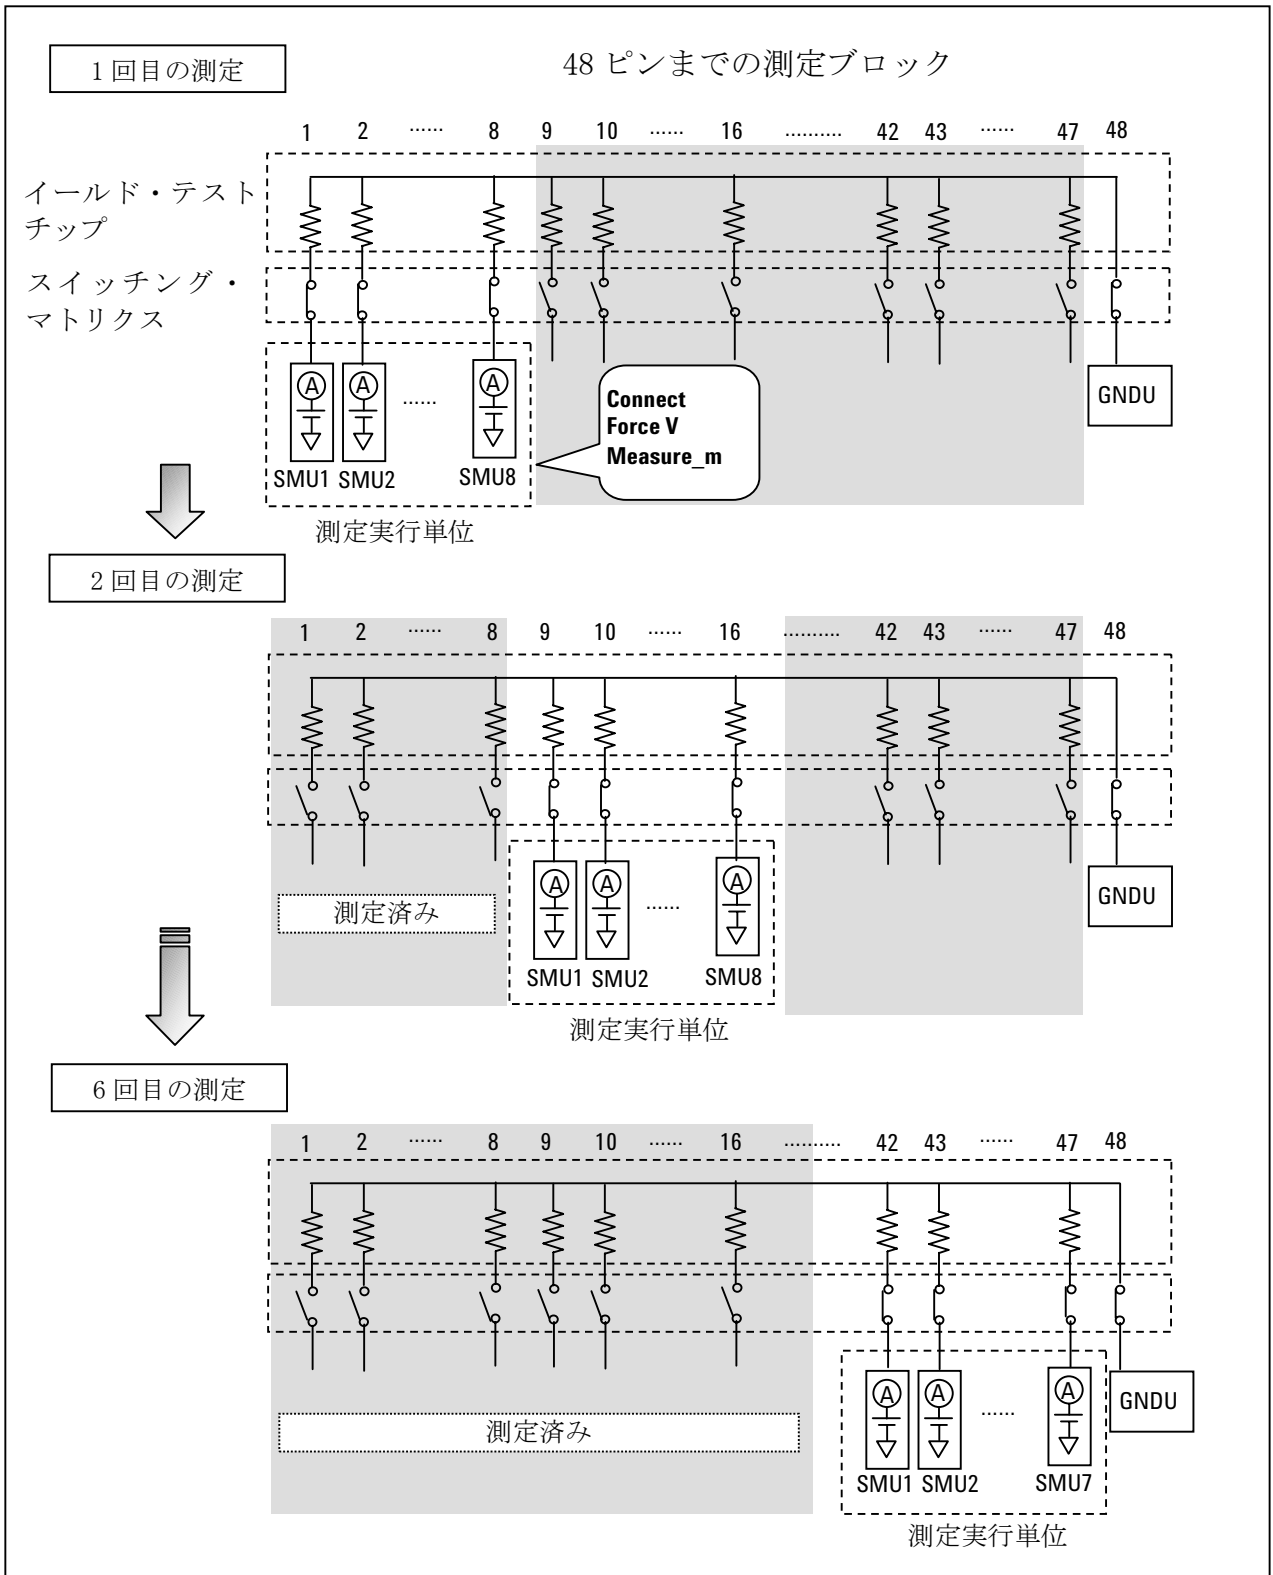 1 回目の測定
48 ピンまでの測定ブロック
1 2 ...... 8 9 10 ...... 16 .......... 42 43 ...... 47 48
イールド・テスト
チップ
スイッチング・
マトリクス
A A ...... A
SMU1 SMU2 SMU8
Connect
Force V
Measure_m
GNDU
測定実行単位
2 回目の測定
1 2 ...... 8 9 10 ...... 16 .......... 42 43 ...... 47 48
測定済み
A A ...... A
SMU1 SMU2 SMU8
GNDU
測定実行単位
6 回目の測定
1 2 ...... 8 9 10 ...... 16 .......... 42 43 ...... 47 48
測定済み
A A ...... A
SMU1 SMU2 SMU7
GNDU
測定実行単位